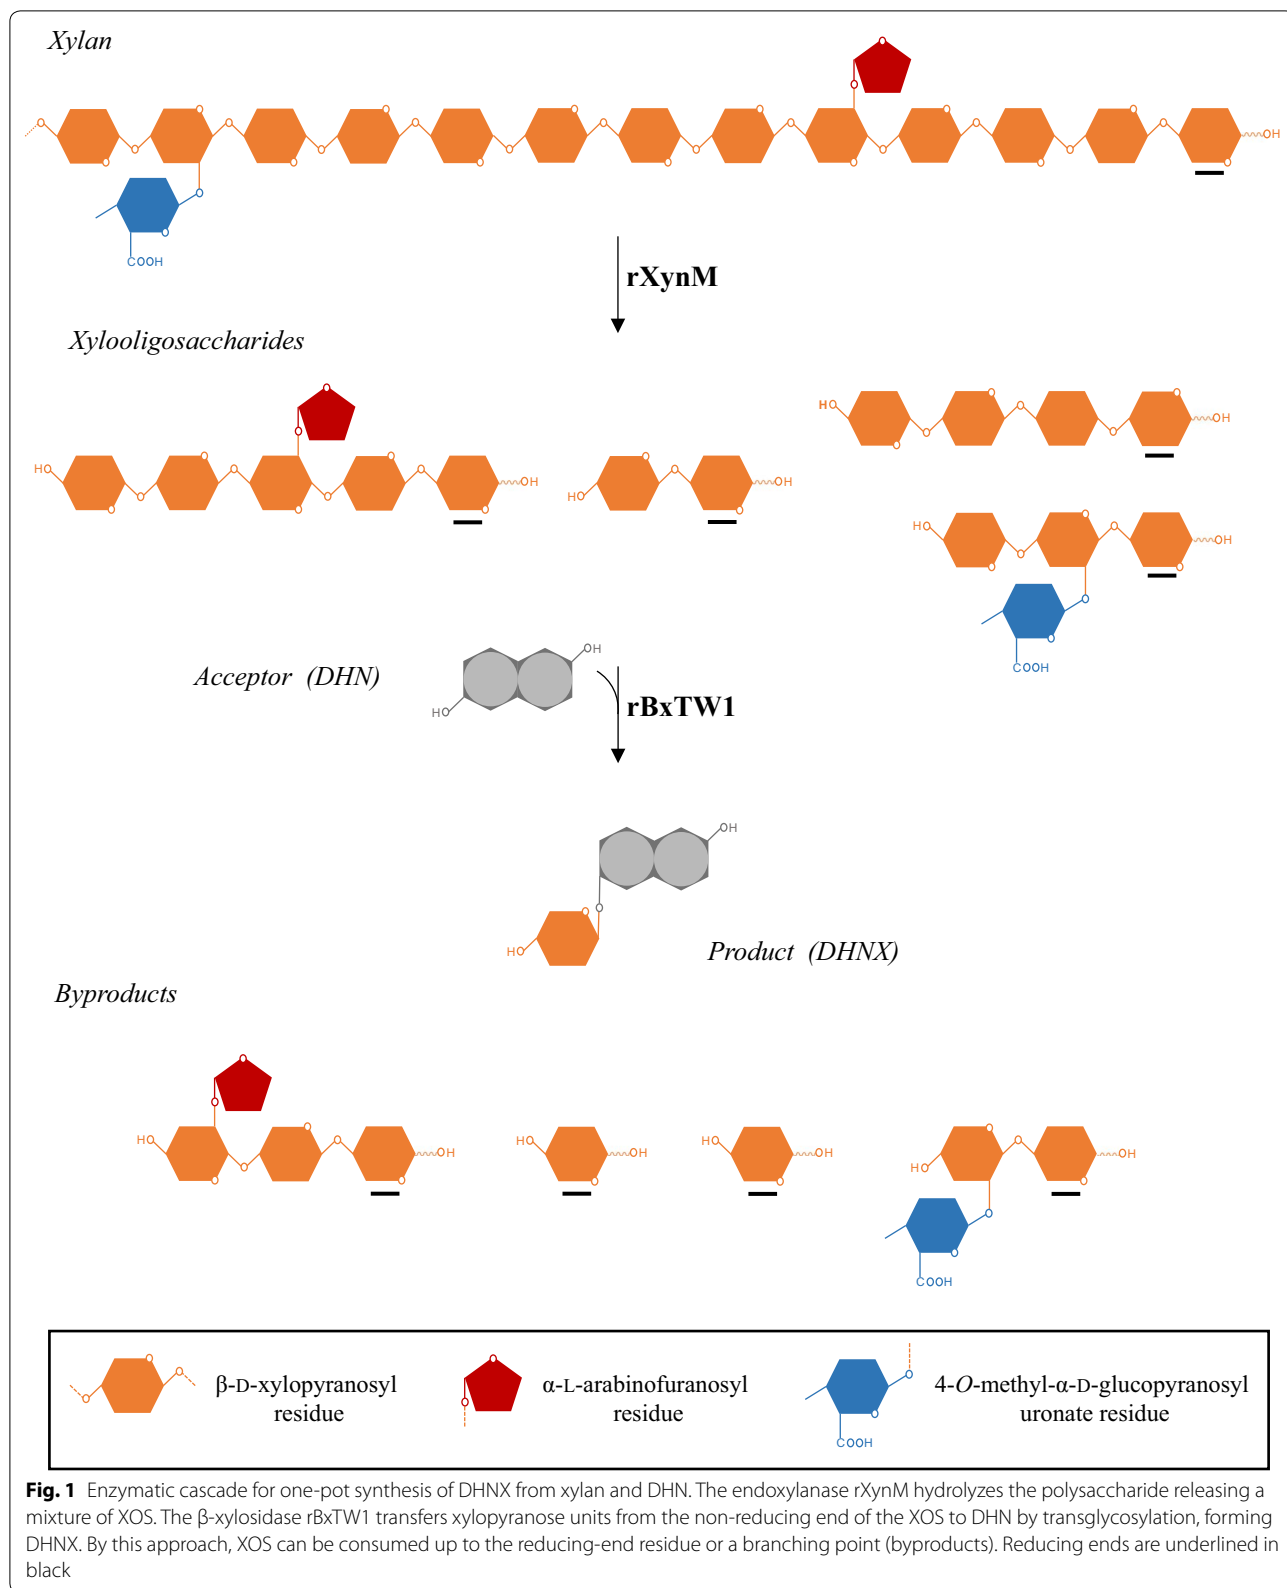 Xylan
O
O O O O O O
O O O O O O O OH
O O O O O O
O O O O O O O
O
O
COOH
rXynM
Xylooligosaccharides
O
O
O O O
HO O O OH
O O
O O O
HO O O OH
O O
O O
HO O OH
O O
HO O OH
O
O O
O
O
COOH
Acceptor (DHN)
OH
HO
rBxTW1
OH
O
O
HO
Product (DHNX)
Byproducts
O
O
O
HO O OH
O O O
HO OH
O
HO OH
O
O
O OH
HO
O
O
O
COOH
O
O
O
β-D-xylopyranosyl
residue
O
O
α-L-arabinofuranosyl
residue
O
O
COOH
4-O-methyl-α-D-glucopyranosyl
uronate residue
Fig. 1 Enzymatic cascade for one-pot synthesis of DHNX from xylan and DHN. The endoxylanase rXynM hydrolyzes the polysaccharide releasing a
mixture of XOS. The β-xylosidase rBxTW1 transfers xylopyranose units from the non-reducing end of the XOS to DHN by transglycosylation, forming
DHNX. By this approach, XOS can be consumed up to the reducing-end residue or a branching point (byproducts). Reducing ends are underlined in
black